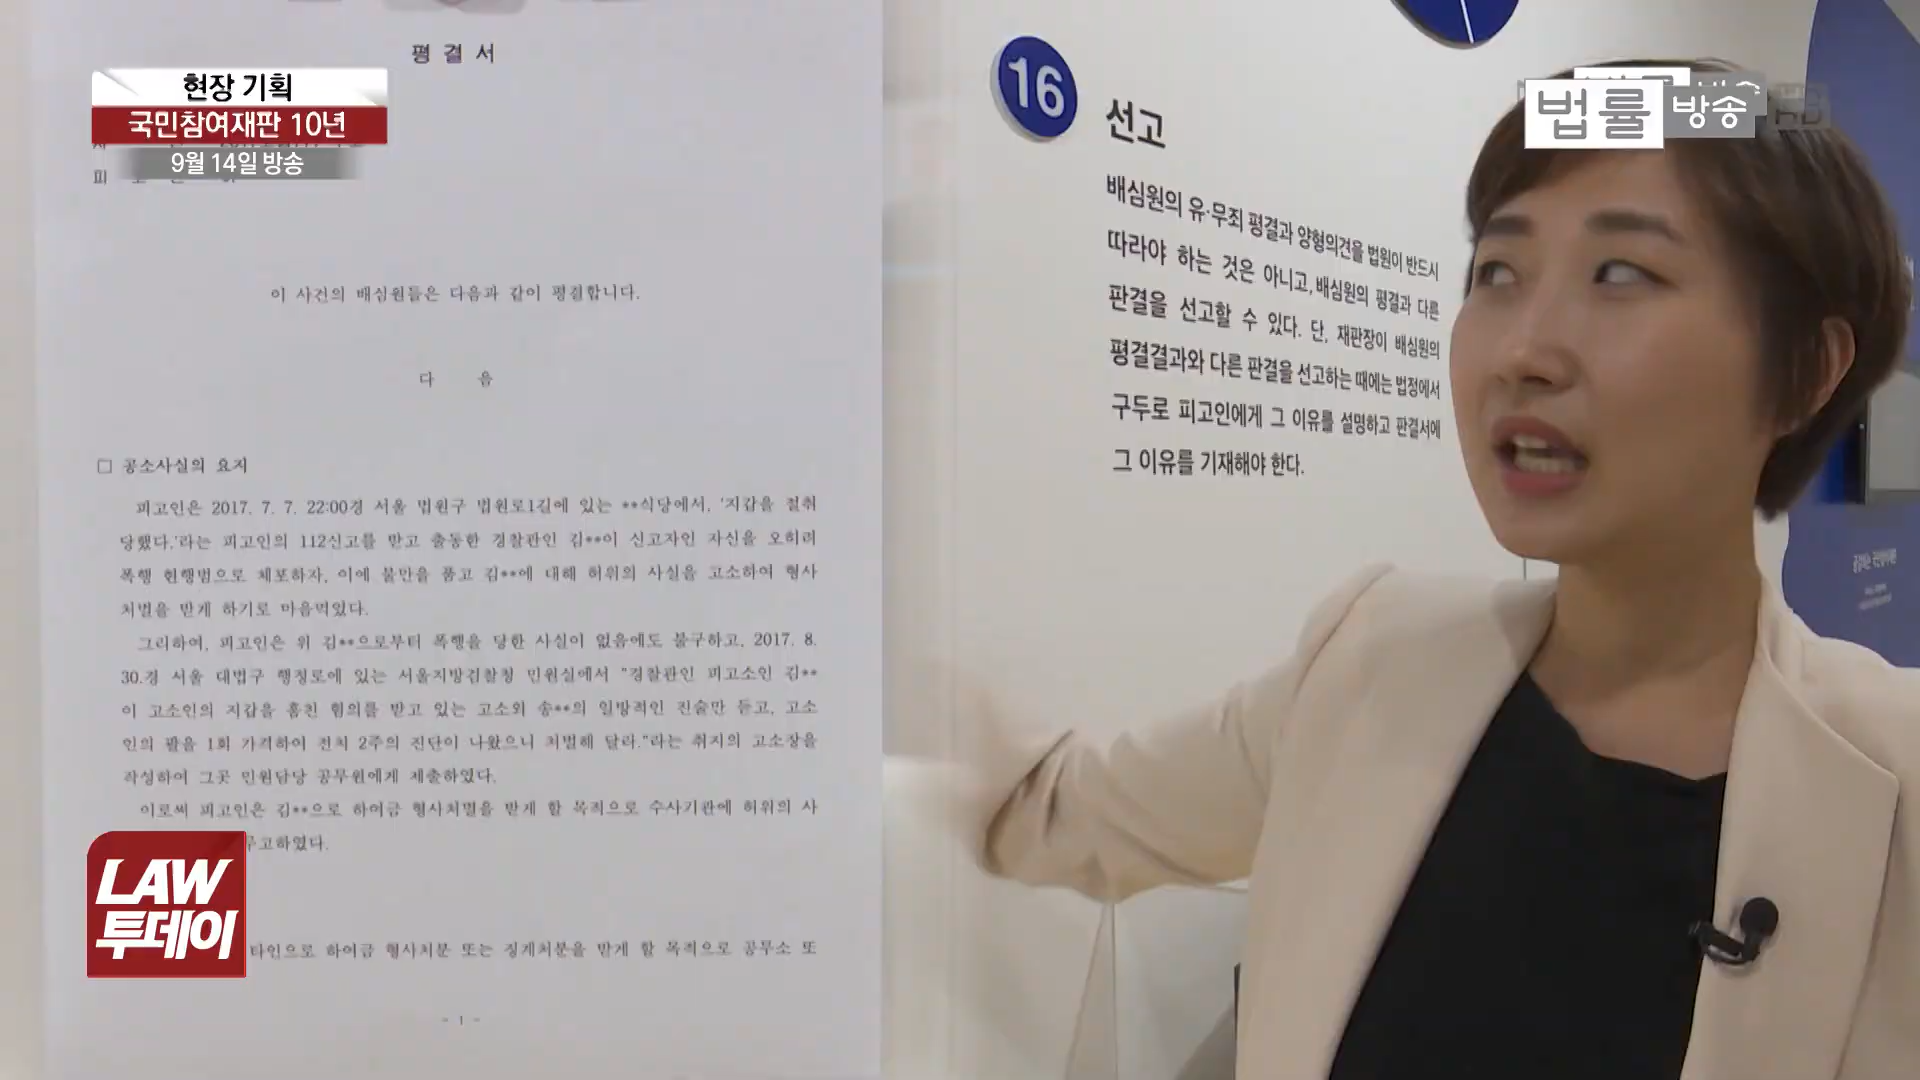 평 결 서
현장 기획
국민참여재판 10년
9월 14일 방송
이 사건의 배심원들은 다음과 같이 평결합니다.
다 음
□ 공소사실의 요지
피고인은 2017. 7. 7. 22:00경 서울 법원구 법원로1길에 있는 **식당에서, '지갑을 절취
당했다.'라는 피고인의 112신고를 받고 출동한 경찰관인 김**이 신고자인 자신을 오히려
폭행 현행범으로 체포하자, 이에 불만을 품고 김**에 대해 허위의 사실을 고소하여 형사
처벌을 받게 하기로 마음먹었다.
그리하여, 피고인은 위 김**으로부터 폭행을 당한 사실이 없음에도 불구하고, 2017. 8.
30.경 서울 대법구 행정로에 있는 서울지방검찰청 민원실에서 "경찰관인 피고소인 김**
이 고소인의 지갑을 훔친 혐의를 받고 있는 고소외 송**의 일방적인 진술만 듣고, 고소
인의 팔을 1회 가격하여 전치 2주의 진단이 나왔으니 처벌해 달라."라는 취지의 고소장을
작성하여 그곳 민원담당 공무원에게 제출하였다.
이로써 피고인은 김**으로 하여금 형사처벌을 받게 할 목적으로 수사기관에 허위의 사
무고하였다.
타인으로 하여금 형사처분 또는 징계처분을 받게 할 목적으로 공무소 또
- 1 -
LAW
투데이
16
선고
배심원의 유·무죄 평결과 양형의견을 법원이 반드시
따라야 하는 것은 아니고, 배심원의 평결과 다른
판결을 선고할 수 있다. 단, 재판장이 배심원의
평결결과와 다른 판결을 선고하는 때에는 법정에서
구두로 피고인에게 그 이유를 설명하고 판결서에
그 이유를 기재해야 한다.
법률방송